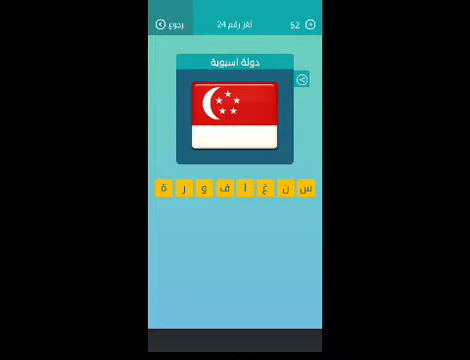 رجوع
لغز رقم 24
52
دولة اسيوية
س ن غ ا ف و ر ة